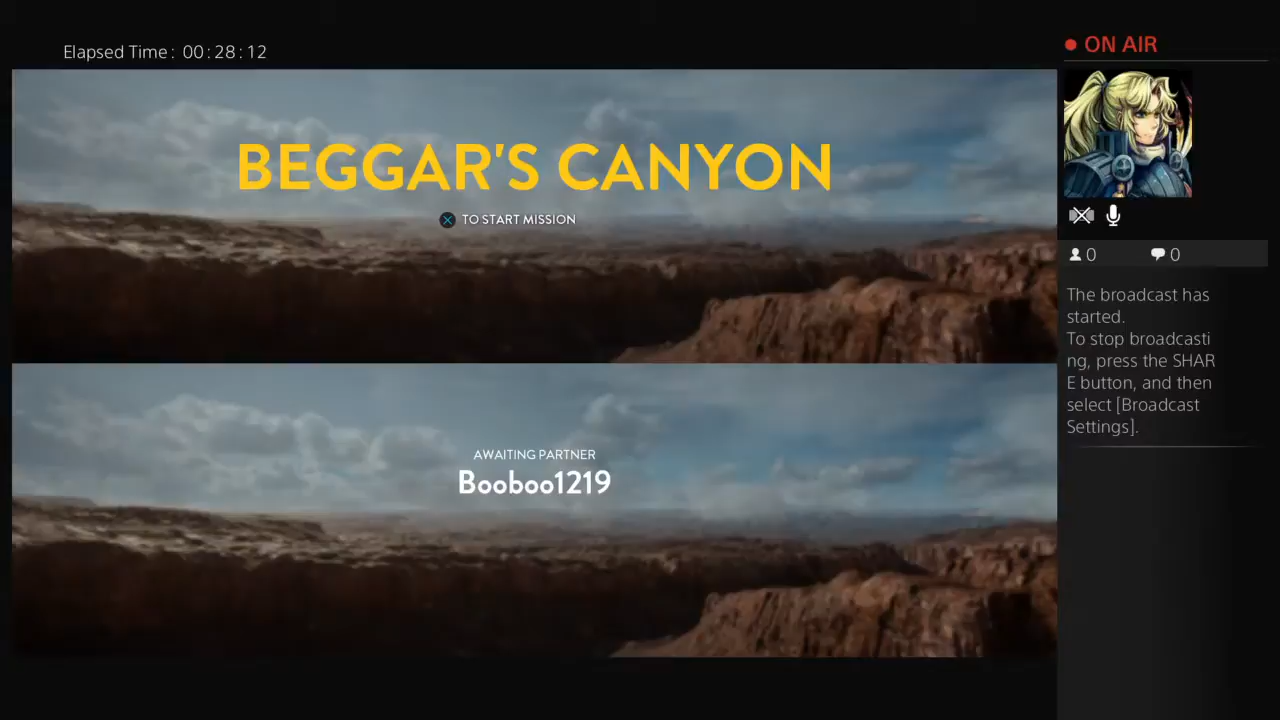 Elapsed Time: 00:28:12
BEGGAR'S CANYON
TO START MISSION
AWAITING PARTNER
Booboo1219
ON AIR
0 0
The broadcast has
started.
To stop broadcasti
ng, press the SHAR
E button, and then
select [Broadcast
Settings].